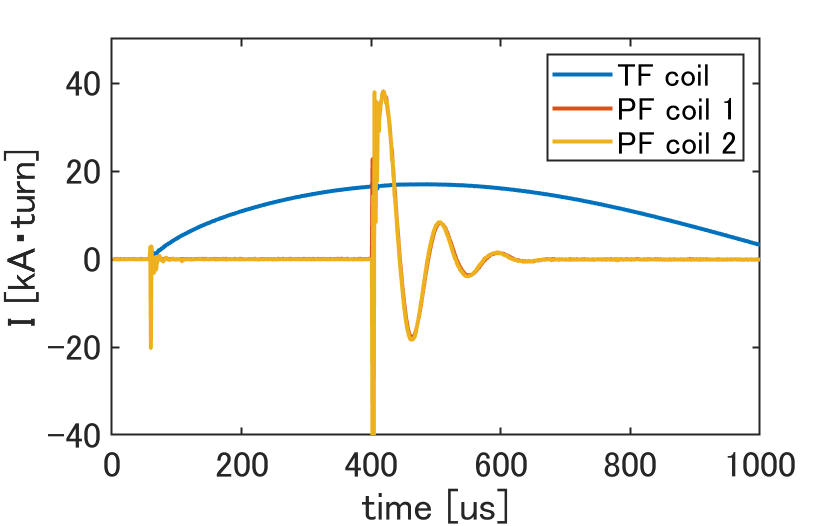 TF coil
PF coil 1
PF coil 2
40
20
0
−20
−40
I [kA・turn]
0 200 400 600 800 1000
time [us]